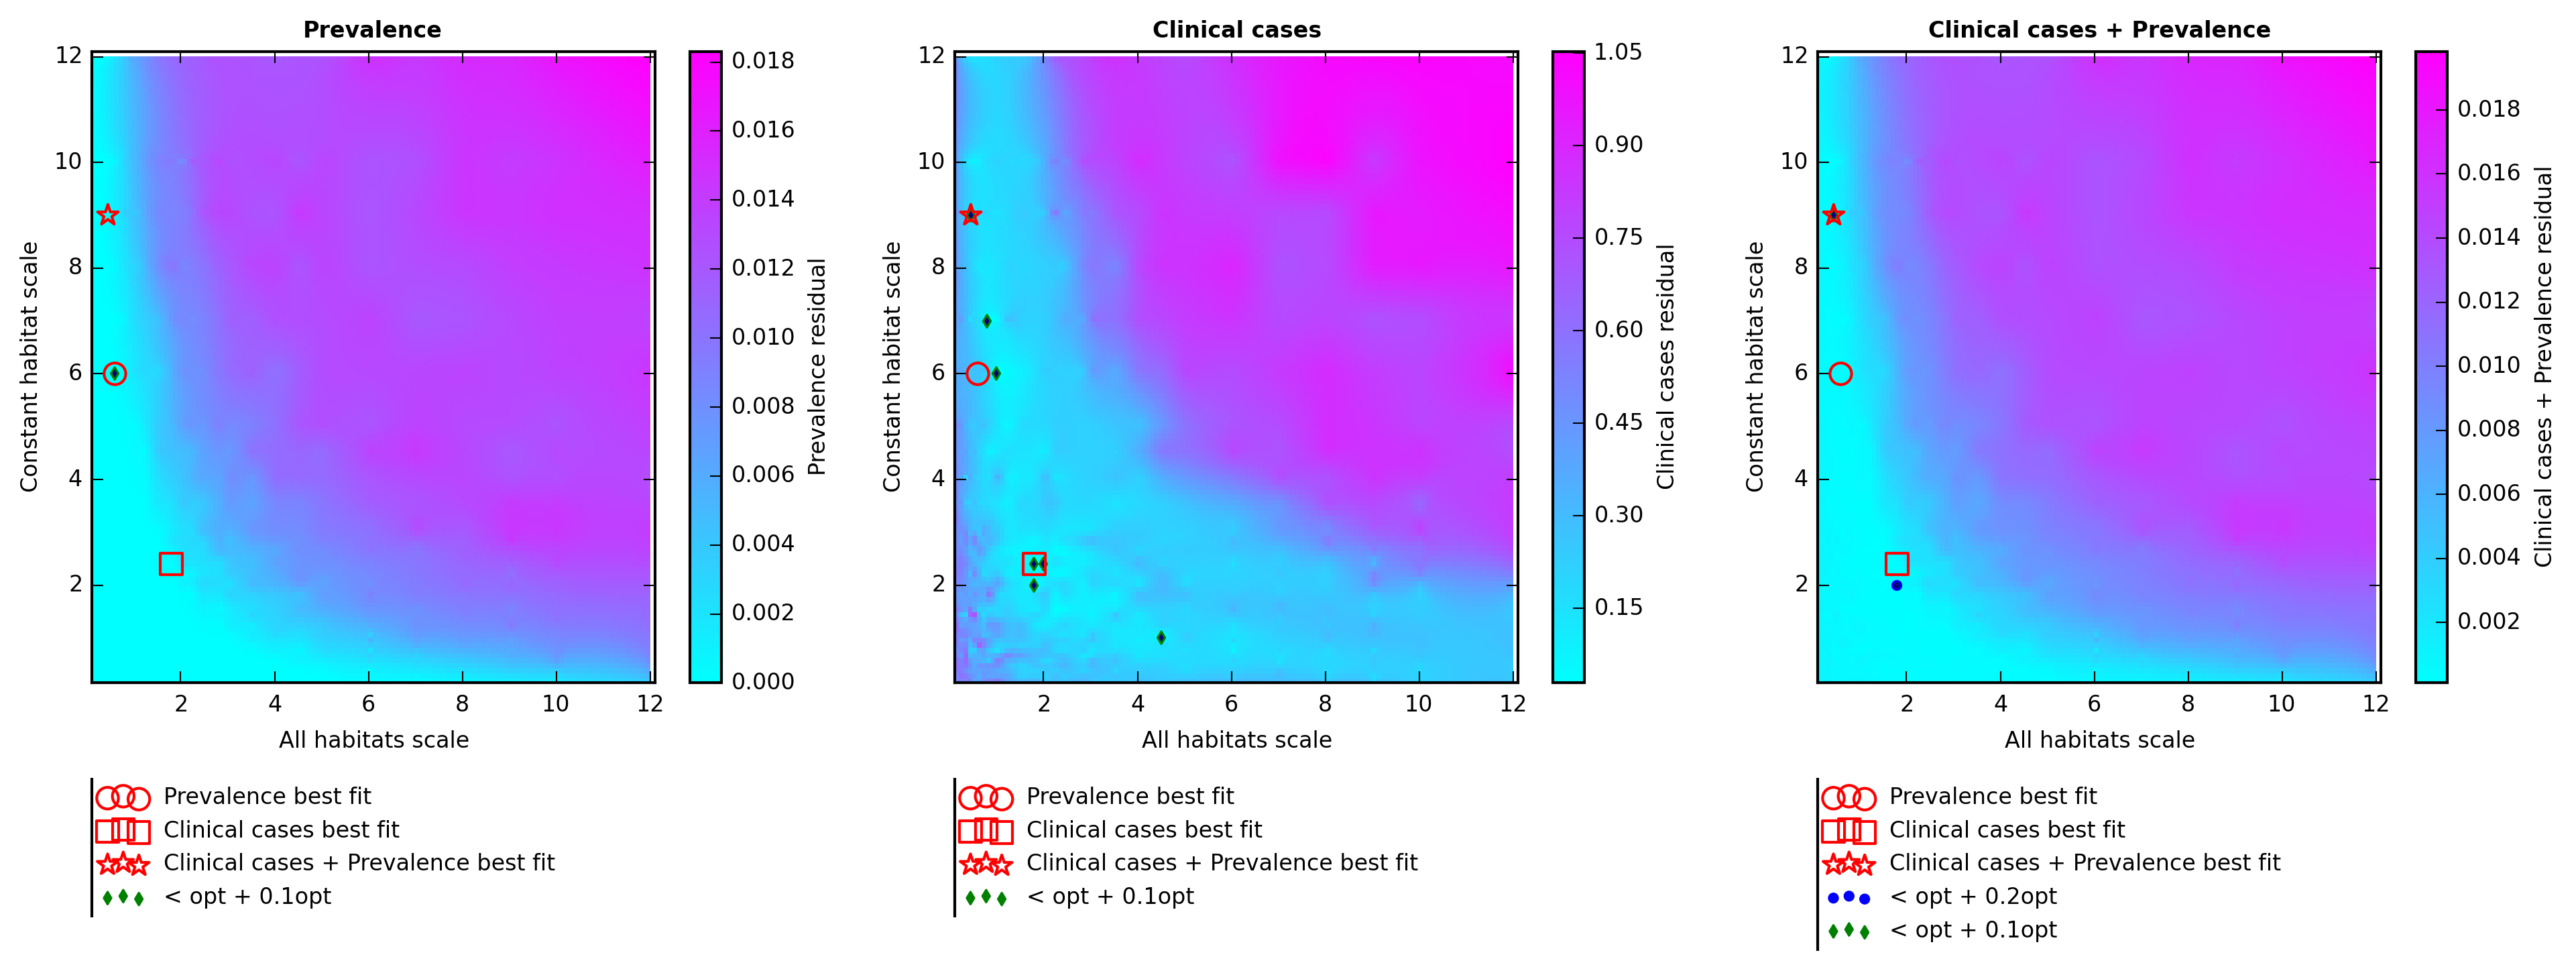 Prevalence
12
10
8
6
4
2
Constant habitat scale
2 4 6 8 10 12
All habitats scale
0.018
0.016
0.014
0.012
0.010
0.008
0.006
0.004
0.002
0.000
Prevalence residual
Prevalence best fit
Clinical cases best fit
Clinical cases + Prevalence best fit
< opt + 0.1opt
Clinical cases
12
10
8
6
4
2
Constant habitat scale
2 4 6 8 10 12
All habitats scale
1.05
0.90
0.75
0.60
0.45
0.30
0.15
Clinical cases residual
Prevalence best fit
Clinical cases best fit
Clinical cases + Prevalence best fit
< opt + 0.1opt
Clinical cases + Prevalence
12
10
8
6
4
2
Constant habitat scale
2 4 6 8 10 12
All habitats scale
0.018
0.016
0.014
0.012
0.010
0.008
0.006
0.004
0.002
Clinical cases + Prevalence residual
Prevalence best fit
Clinical cases best fit
Clinical cases + Prevalence best fit
< opt + 0.2opt
< opt + 0.1opt